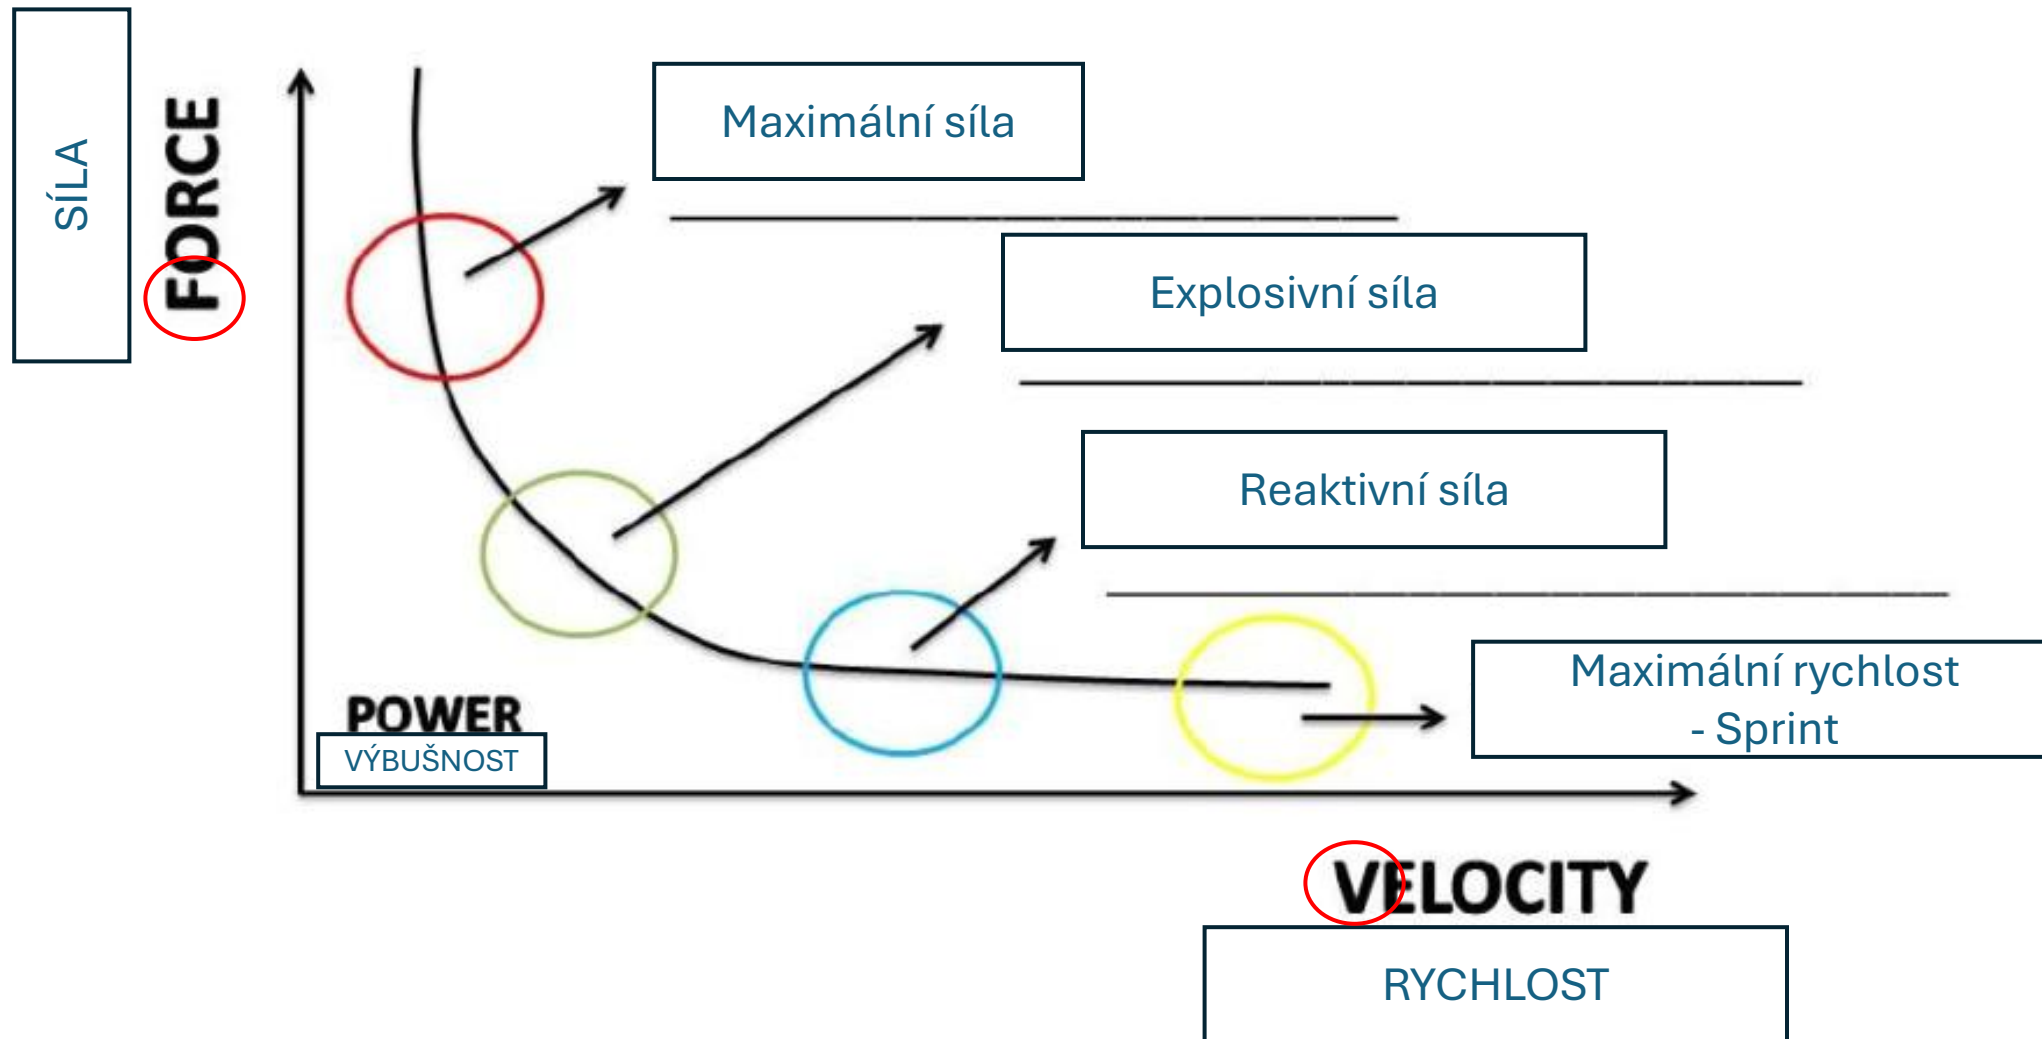 SÍLA
FORCE
Maximální síla
Explosivní síla
Reaktivní síla
Maximální rychlost
- Sprint
POWER
VÝBUŠNOST
VELOCITY
RYCHLOST